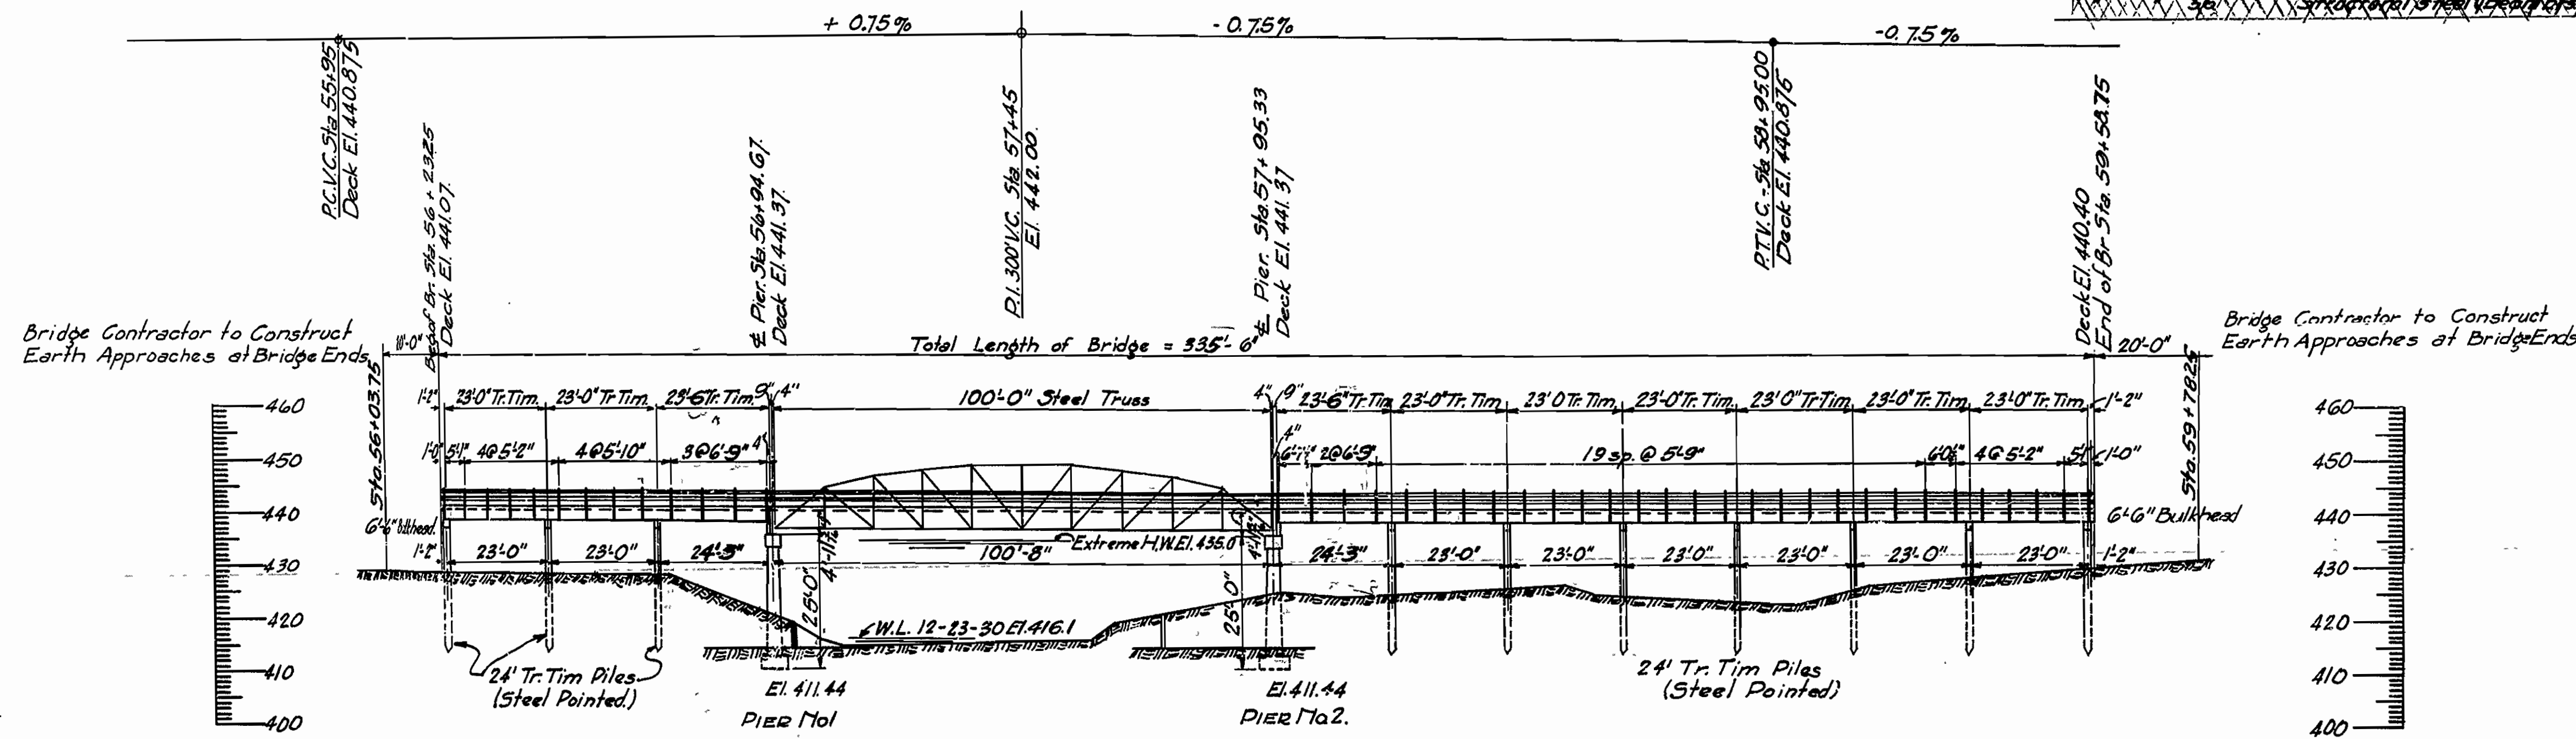 36 Structural Steel (Beams
+ 0.75%
- 0.75%
-0.75%
P.C.V.C. Sta 55+95
Deck El. 440.875
Beg. of Br. Sta. 56 + 23.25
Deck El. 441.07.
℄ Pier. Sta. 56+94.67.
Deck El. 441.37.
P.I. 300' V.C. Sta. 57+45
El. 442.00.
℄ Pier. Sta. 57+95.33
Deck El. 441.37
P.T.V.C.-Sta 58+95.00
Deck El. 440.876
Deck El. 440.40
End of Br Sta. 59+58.75
Bridge Contractor to Construct
Earth Approaches at Bridge Ends
Total Length of Bridge = 335'-6"
20'-0"
Bridge Contractor to Construct
Earth Approaches at Bridge Ends
Sta. 56+03.75
Sta. 59+78.25
1'-2" 23'-0" Tr. Tim. 23'-0" Tr Tim. 23'-6 Tr. Tim. 9" 4" 100'-0" Steel Truss 4" 9" 23'-6" Tr. Tim 23'-0" Tr. Tim. 23'0 Tr. Tim. 23'-0" Tr. Tim. 23'0" Tr. Tim. 23'-0" Tr. Tim. 23'-0" Tr. Tim. 1'-2"
1'-0" 5'-1" 4@5'-2" 4@5'-10" 3@6'-9" 4" 4" 2@6'-9" 19 sp. @ 5'-9" 4@5'-2" 5'-1" 1'-0"
6'-6" Bulkhead.
6'-6" Bulkhead
Extreme H.W. El. 435.0
1'-2" 23'-0" 23'-0" 24'-3" 100'-8" 24'-3" 23'-0" 23'-0" 23'-0" 23'-0" 23'-0" 23'-0" 1'-2"
25'-0"
25'-0"
W.L. 12-23-30 El. 416.1
24' Tr. Tim Piles
(Steel Pointed.)
El. 411.44
PIER No1
El. 411.44
PIER No 2.
24' Tr. Tim Piles
(Steel Pointed)
460
450
440
430
420
410
400
460
450
440
430
420
410
400